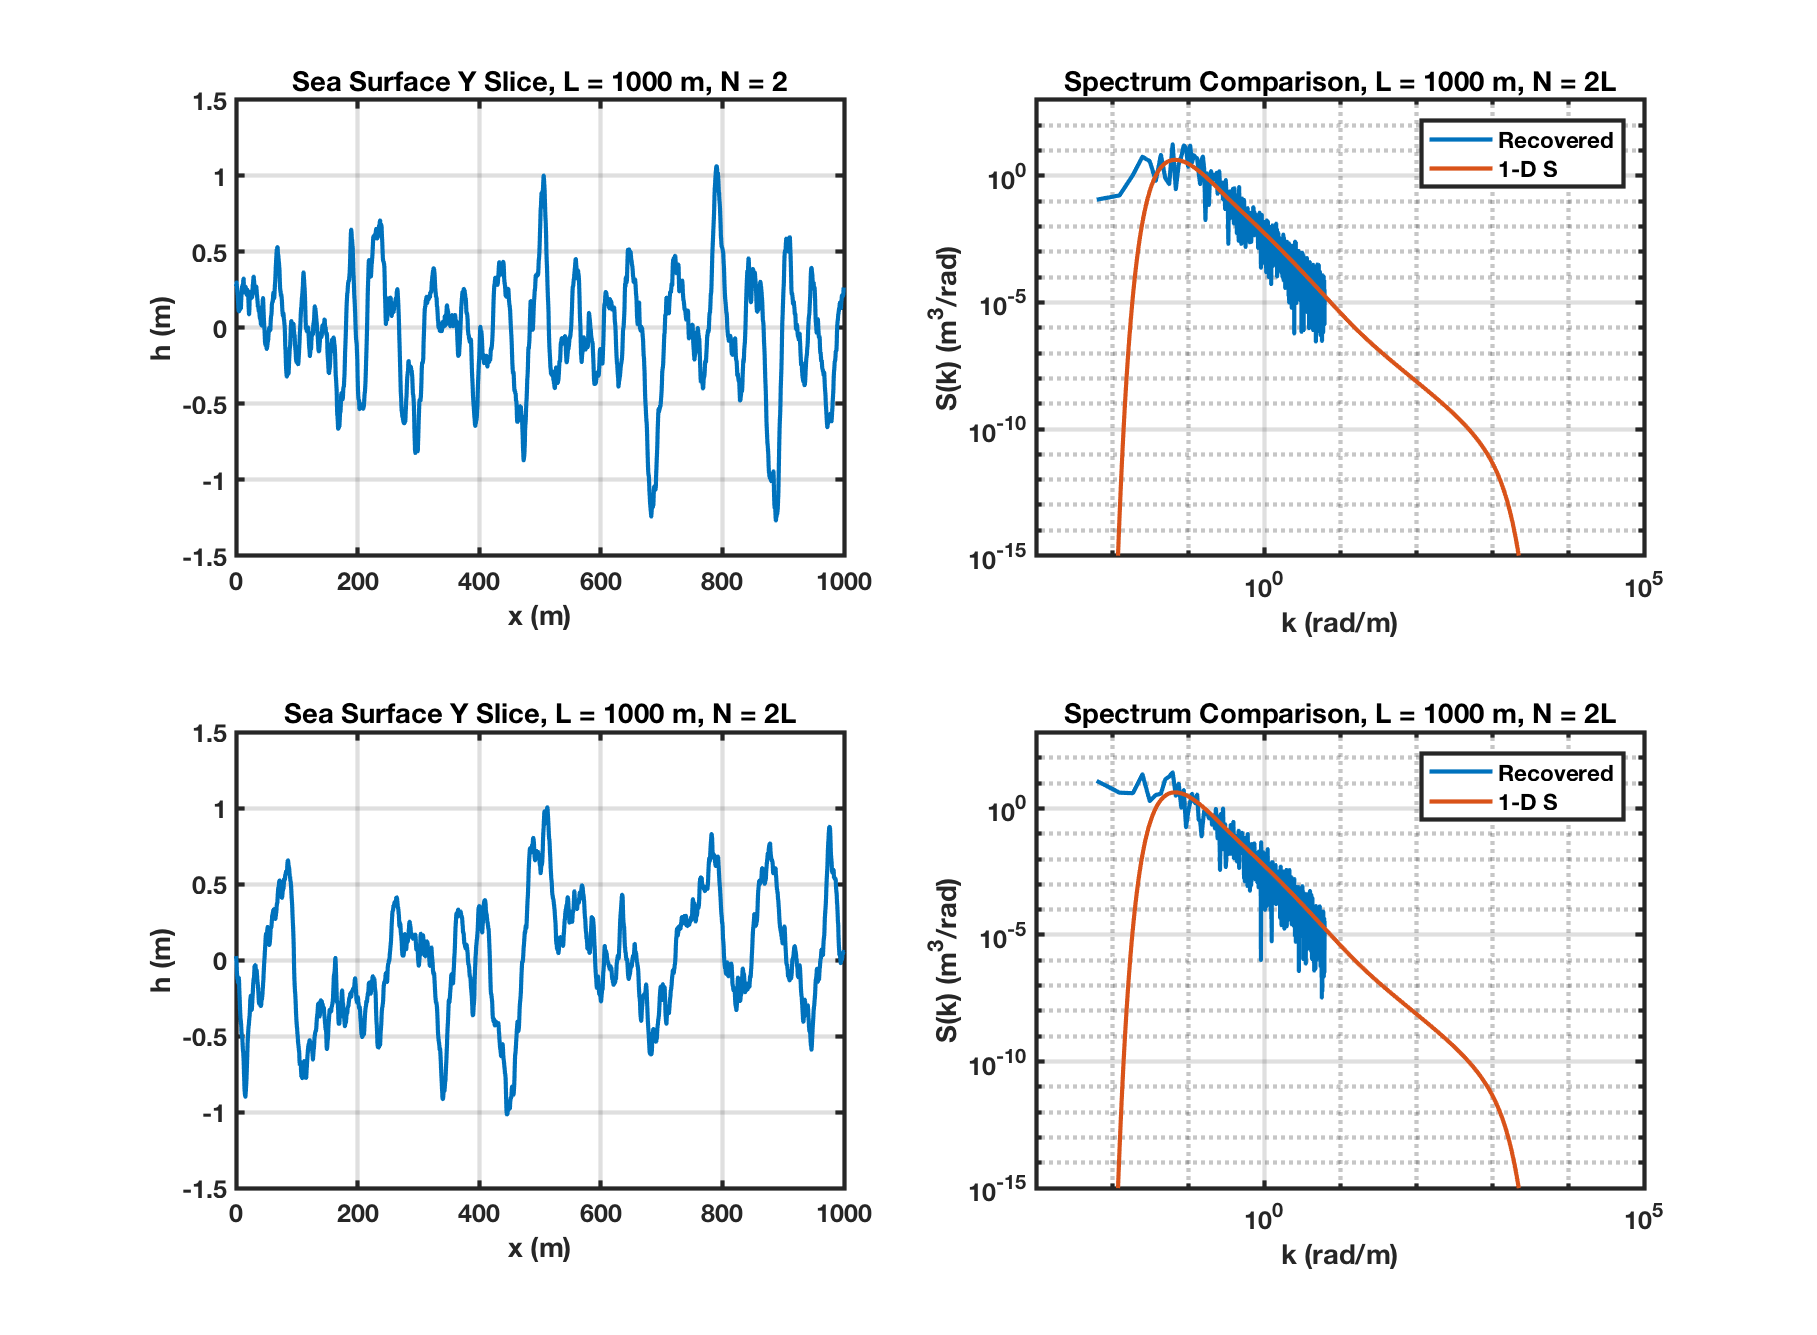 Sea Surface Y Slice, L = 1000 m, N = 2
1.5
1
0.5
0
-0.5
-1
-1.5
h (m)
0 200 400 600 800 1000
x (m)
Spectrum Comparison, L = 1000 m, N = 2L
Recovered
1-D S
10^0
10^-5
10^-10
10^-15
S(k) (m^3/rad)
10^0 10^5
k (rad/m)
Sea Surface Y Slice, L = 1000 m, N = 2L
1.5
1
0.5
0
-0.5
-1
-1.5
h (m)
0 200 400 600 800 1000
x (m)
Spectrum Comparison, L = 1000 m, N = 2L
Recovered
1-D S
10^0
10^-5
10^-10
10^-15
S(k) (m^3/rad)
10^0 10^5
k (rad/m)